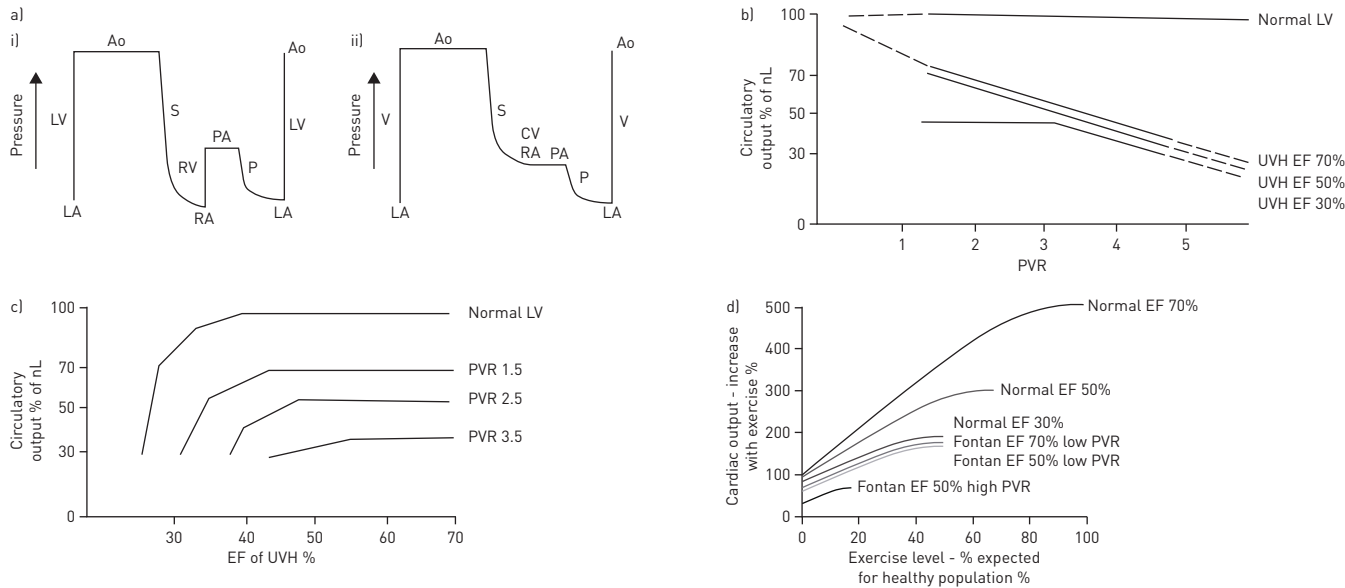 a)
i)
Ao
Pressure
LV
S
PA
RV
P
LA
RA
LV
Ao
LA
ii)
Ao
Pressure
V
S
CV
RA PA
P
LA
Ao
V
LA
b)
Circulatory
output % of nL
100
70
50
30
0
1 2 3 4 5
PVR
Normal LV
UVH EF 70%
UVH EF 50%
UVH EF 30%
c)
Circulatory
output % of nL
100
70
50
30
0
30 40 50 60 70
EF of UVH %
Normal LV
PVR 1.5
PVR 2.5
PVR 3.5
d)
Cardiac output - increase
with exercise %
500
400
300
200
100
0
0 20 40 60 80 100
Exercise level - % expected
for healthy population %
Normal EF 70%
Normal EF 50%
Normal EF 30%
Fontan EF 70% low PVR
Fontan EF 50% low PVR
Fontan EF 50% high PVR